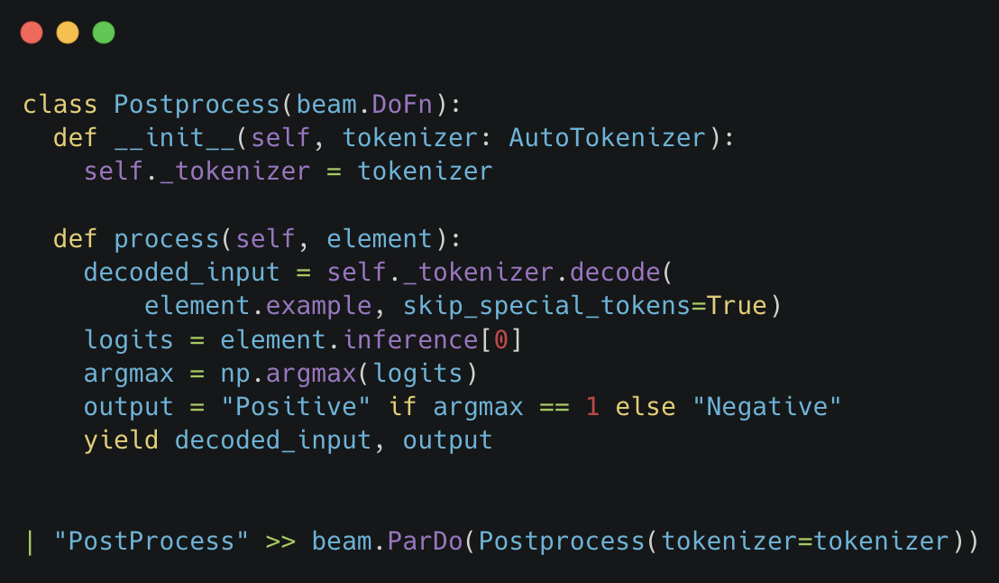 class Postprocess(beam.DoFn):
  def __init__(self, tokenizer: AutoTokenizer):
    self._tokenizer = tokenizer

  def process(self, element):
    decoded_input = self._tokenizer.decode(
        element.example, skip_special_tokens=True)
    logits = element.inference[0]
    argmax = np.argmax(logits)
    output = "Positive" if argmax == 1 else "Negative"
    yield decoded_input, output


| "PostProcess" >> beam.ParDo(Postprocess(tokenizer=tokenizer))